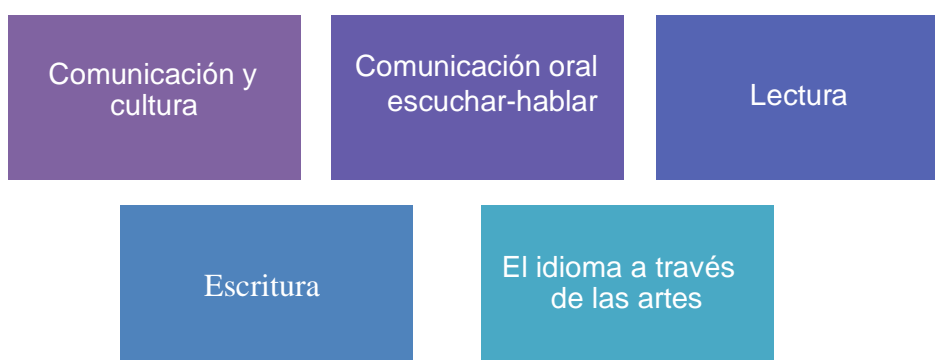 Comunicación y
cultura
Comunicación oral
escuchar-hablar
Lectura
Escritura
El idioma a través
de las artes